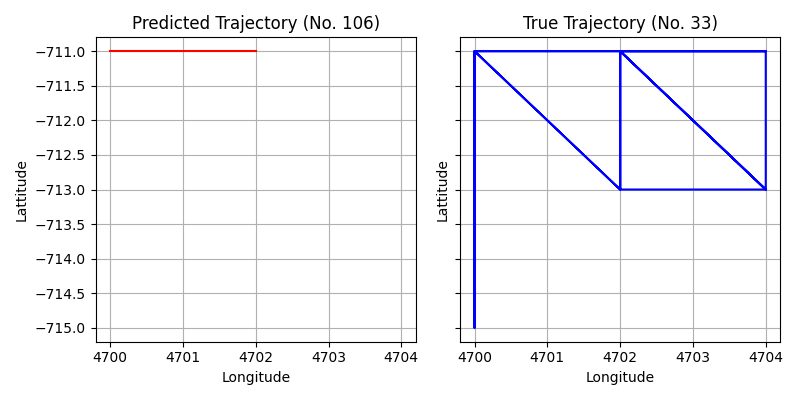 Predicted Trajectory (No. 106)
Lattitude
−711.0
−711.5
−712.0
−712.5
−713.0
−713.5
−714.0
−714.5
−715.0
4700 4701 4702 4703 4704
Longitude
True Trajectory (No. 33)
Lattitude
4700 4701 4702 4703 4704
Longitude